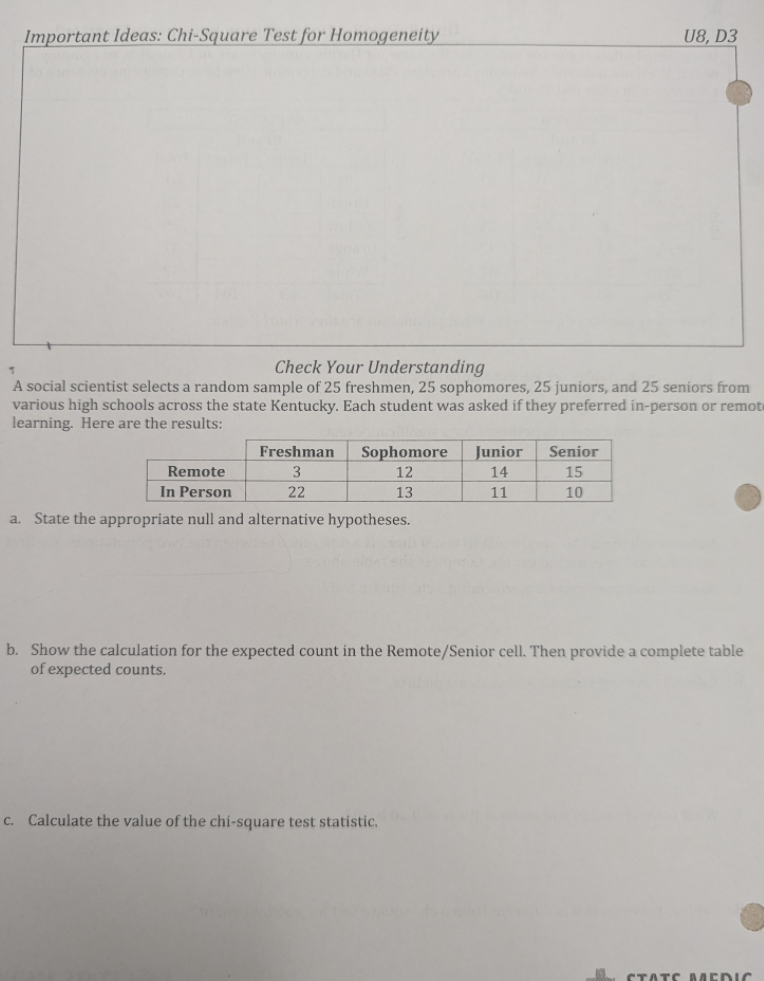 Important Ideas: Chi-Square Test for Homogeneity U8, D3
Check Your Understanding
A social scientist selects a random sample of 25 freshmen, 25 sophomores, 25 juniors, and 25 seniors from
various high schools across the state Kentucky. Each student was asked if they preferred in-person or remot
learning. Here are the results:
Freshman Sophomore Junior Senior
Remote 3 12 14 15
In Person 22 13 11 10
a. State the appropriate null and alternative hypotheses.
b. Show the calculation for the expected count in the Remote/Senior cell. Then provide a complete table
of expected counts.
c. Calculate the value of the chi-square test statistic.
STATS MEDIC